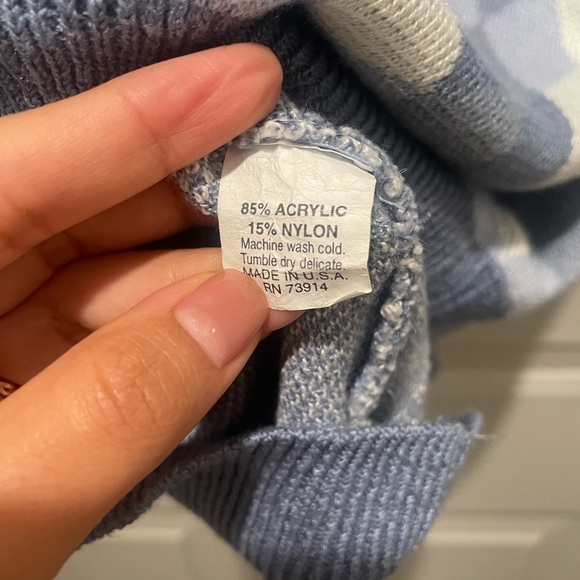 85% ACRYLIC
15% NYLON
Machine wash cold.
Tumble dry delicate.
MADE IN U.S.A.
RN 73914